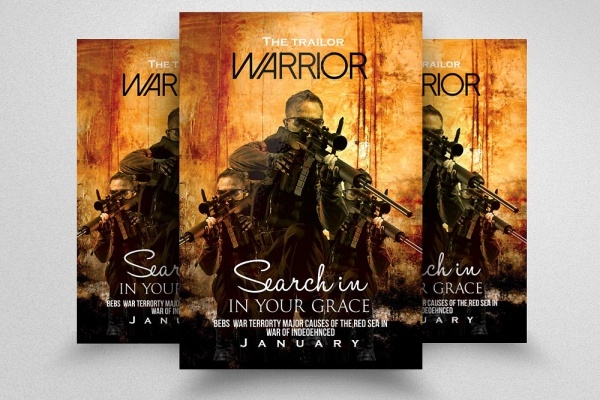 The Trailor
WARRIOR
Search in
IN YOUR GRACE
BEBS WAR TERRORTY MAJOR CAUSES OF THE,RED SEA IN
WAR OF INDEOEHNCED
January